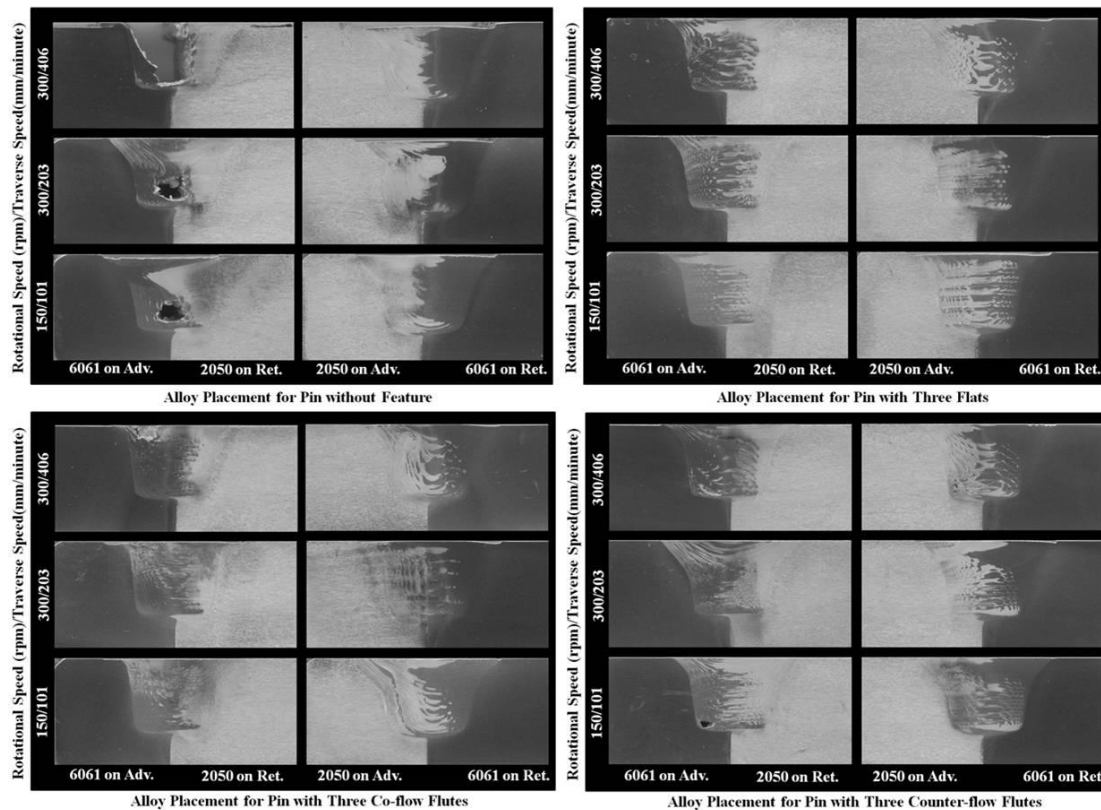 Rotational Speed (rpm)/Traverse Speed(mm/minute)
300/406
300/203
150/101
6061 on Adv. 2050 on Ret. 2050 on Adv. 6061 on Ret.
Alloy Placement for Pin without Feature
Rotational Speed (rpm)/Traverse Speed(mm/minute)
300/406
300/203
150/101
6061 on Adv. 2050 on Ret. 2050 on Adv. 6061 on Ret.
Alloy Placement for Pin with Three Flats
Rotational Speed (rpm)/Traverse Speed(mm/minute)
300/406
300/203
150/101
6061 on Adv. 2050 on Ret. 2050 on Adv. 6061 on Ret.
Alloy Placement for Pin with Three Co-flow Flutes
Rotational Speed (rpm)/Traverse Speed(mm/minute)
300/406
300/203
150/101
6061 on Adv. 2050 on Ret. 2050 on Adv. 6061 on Ret.
Alloy Placement for Pin with Three Counter-flow Flutes